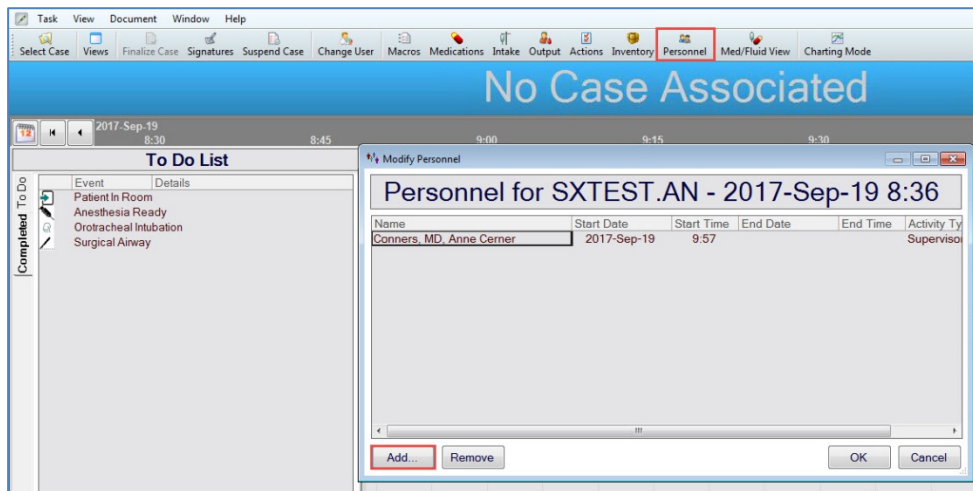 Task View Document Window Help
Select Case Views Finalize Case Signatures Suspend Case Change User Macros Medications Intake Output Actions Inventory Personnel Med/Fluid View Charting Mode
No Case Associated
12
2017-Sep-19
8:30 8:45 9:00 9:15 9:30
To Do List
To Do
Completed
Event Details
Patient In Room
Anesthesia Ready
Orotracheal Intubation
Surgical Airway
Modify Personnel
Personnel for SXTEST.AN - 2017-Sep-19 8:36
Name Start Date Start Time End Date End Time Activity Ty
Conners, MD, Anne Cerner 2017-Sep-19 9:57 Supervisor
Add... Remove OK Cancel